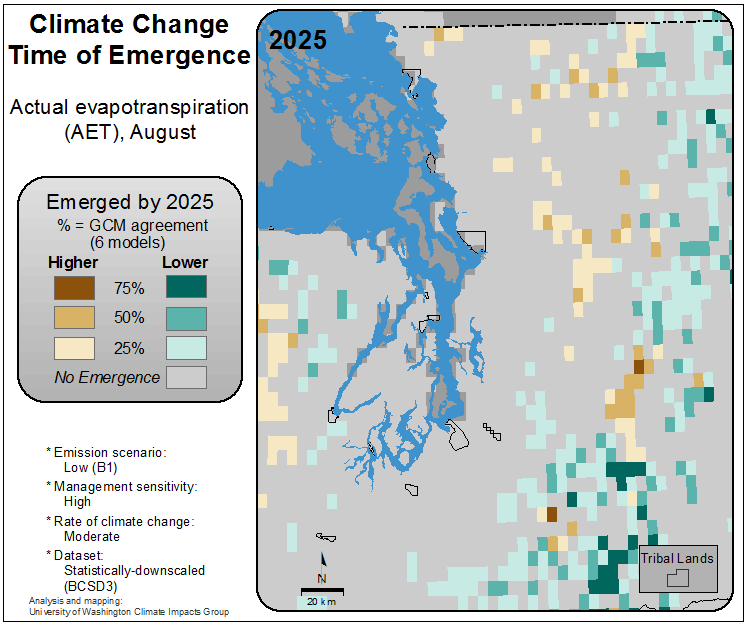 Climate Change
Time of Emergence
Actual evapotranspiration
(AET), August
Emerged by 2025
% = GCM agreement
(6 models)
Higher Lower
75%
50%
25%
No Emergence
* Emission scenario:
Low (B1)
* Management sensitivity:
High
* Rate of climate change:
Moderate
* Dataset:
Statistically-downscaled
(BCSD3)
Analysis and mapping:
University of Washington Climate Impacts Group
2025
N
20 km
Tribal Lands